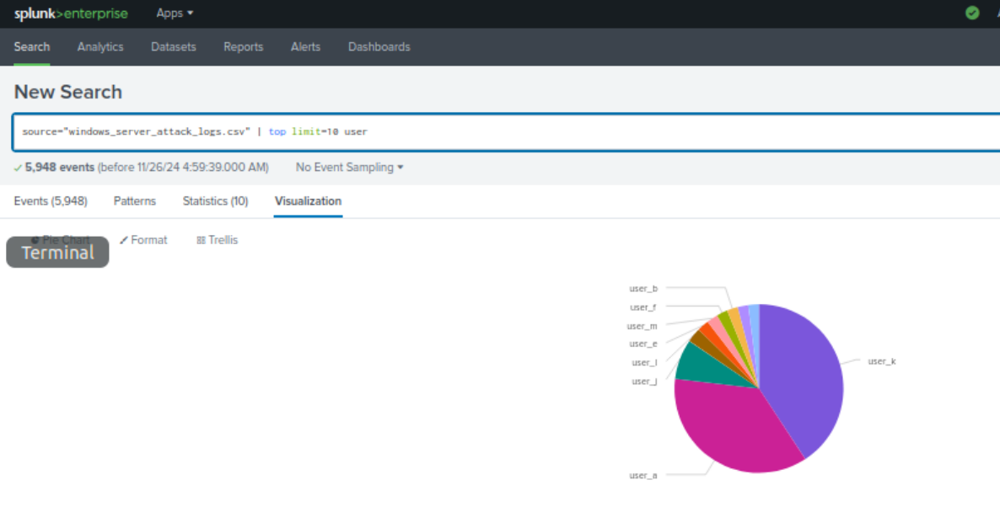 splunk>enterprise Apps
Search Analytics Datasets Reports Alerts Dashboards
New Search
source="windows_server_attack_logs.csv" | top limit=10 user
5,948 events (before 11/26/24 4:59:39.000 AM) No Event Sampling
Events (5,948) Patterns Statistics (10) Visualization
Pie Chart Format Trellis
Terminal
user_b
user_f
user_m
user_e
user_l
user_j
user_k
user_a